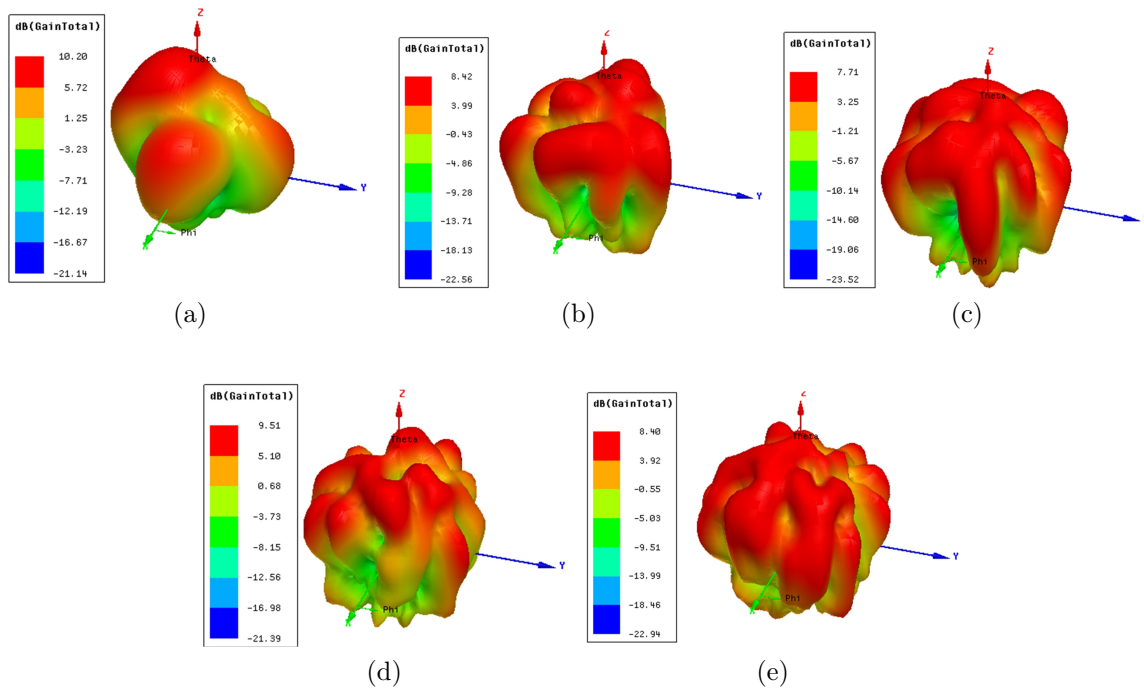 dB(GainTotal)
10.20
5.72
1.25
-3.23
-7.71
-12.19
-16.67
-21.14
Z
Theta
Y
X
Phi
(a)
dB(GainTotal)
8.42
3.99
-0.43
-4.86
-9.28
-13.71
-18.13
-22.56
Z
Theta
Y
X
Phi
(b)
dB(GainTotal)
7.71
3.25
-1.21
-5.67
-10.14
-14.60
-19.06
-23.52
Z
Theta
X
Phi
(c)
dB(GainTotal)
9.51
5.10
0.68
-3.73
-8.15
-12.56
-16.98
-21.39
Z
Theta
Y
X
Phi
(d)
dB(GainTotal)
8.40
3.92
-0.55
-5.03
-9.51
-13.99
-18.46
-22.94
Z
Theta
Y
X
Phi
(e)